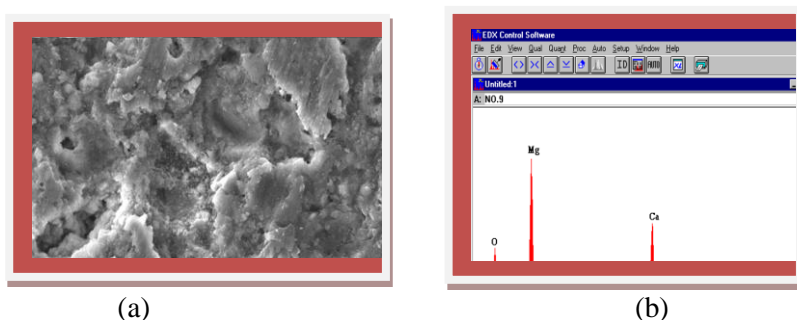 EDX Control Software
File Edit View Qual Quant Proc Auto Setup Window Help
ID AUTO
Untitled:1
A: NO.9
Mg
Ca
O
(a) (b)